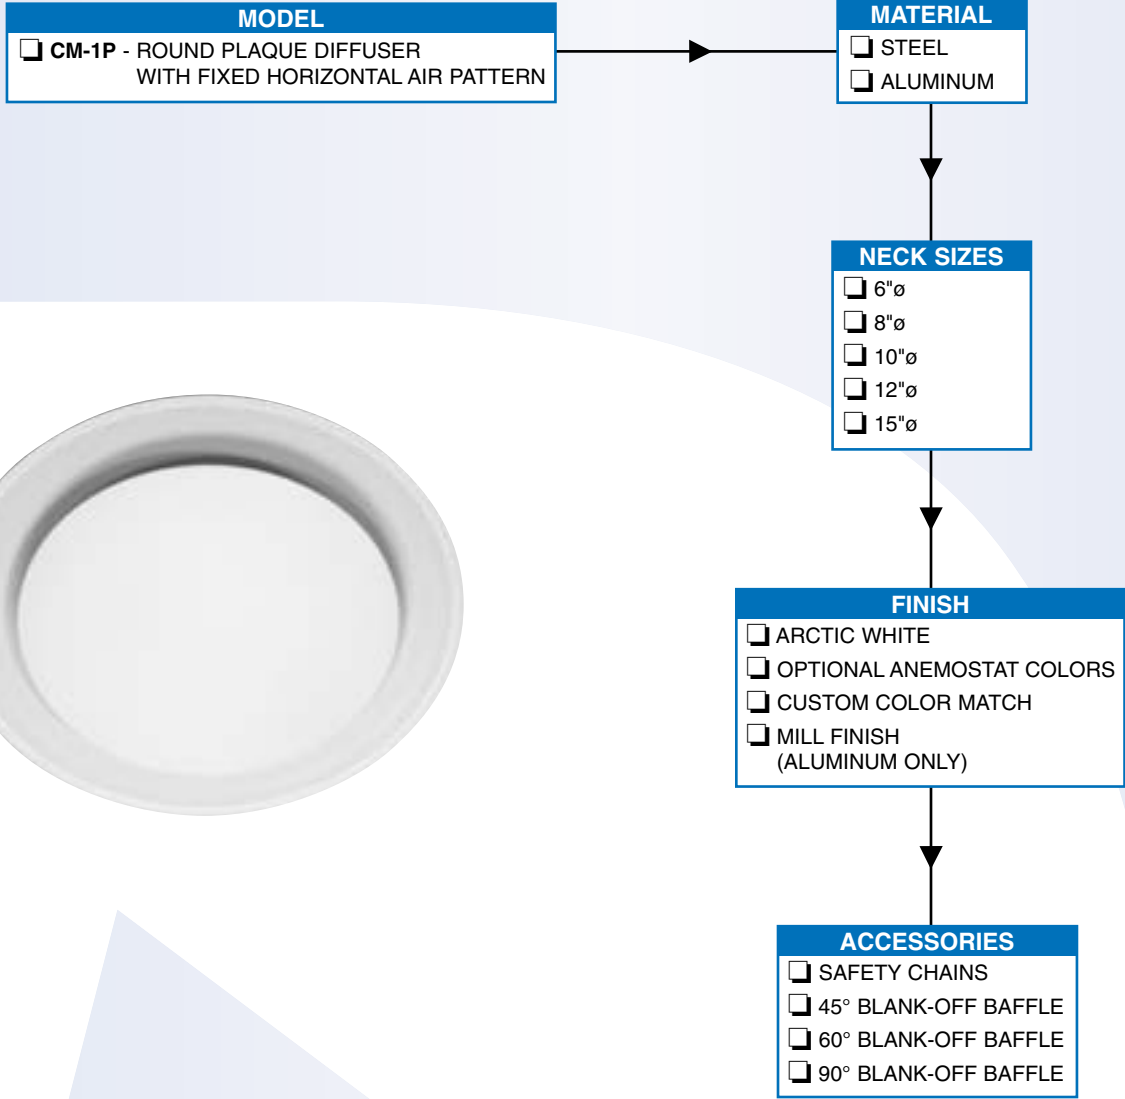 MODEL
❏ CM-1P - ROUND PLAQUE DIFFUSER
WITH FIXED HORIZONTAL AIR PATTERN
MATERIAL
❏ STEEL
❏ ALUMINUM
NECK SIZES
❏ 6"ø
❏ 8"ø
❏ 10"ø
❏ 12"ø
❏ 15"ø
FINISH
❏ ARCTIC WHITE
❏ OPTIONAL ANEMOSTAT COLORS
❏ CUSTOM COLOR MATCH
❏ MILL FINISH
(ALUMINUM ONLY)
ACCESSORIES
❏ SAFETY CHAINS
❏ 45° BLANK-OFF BAFFLE
❏ 60° BLANK-OFF BAFFLE
❏ 90° BLANK-OFF BAFFLE